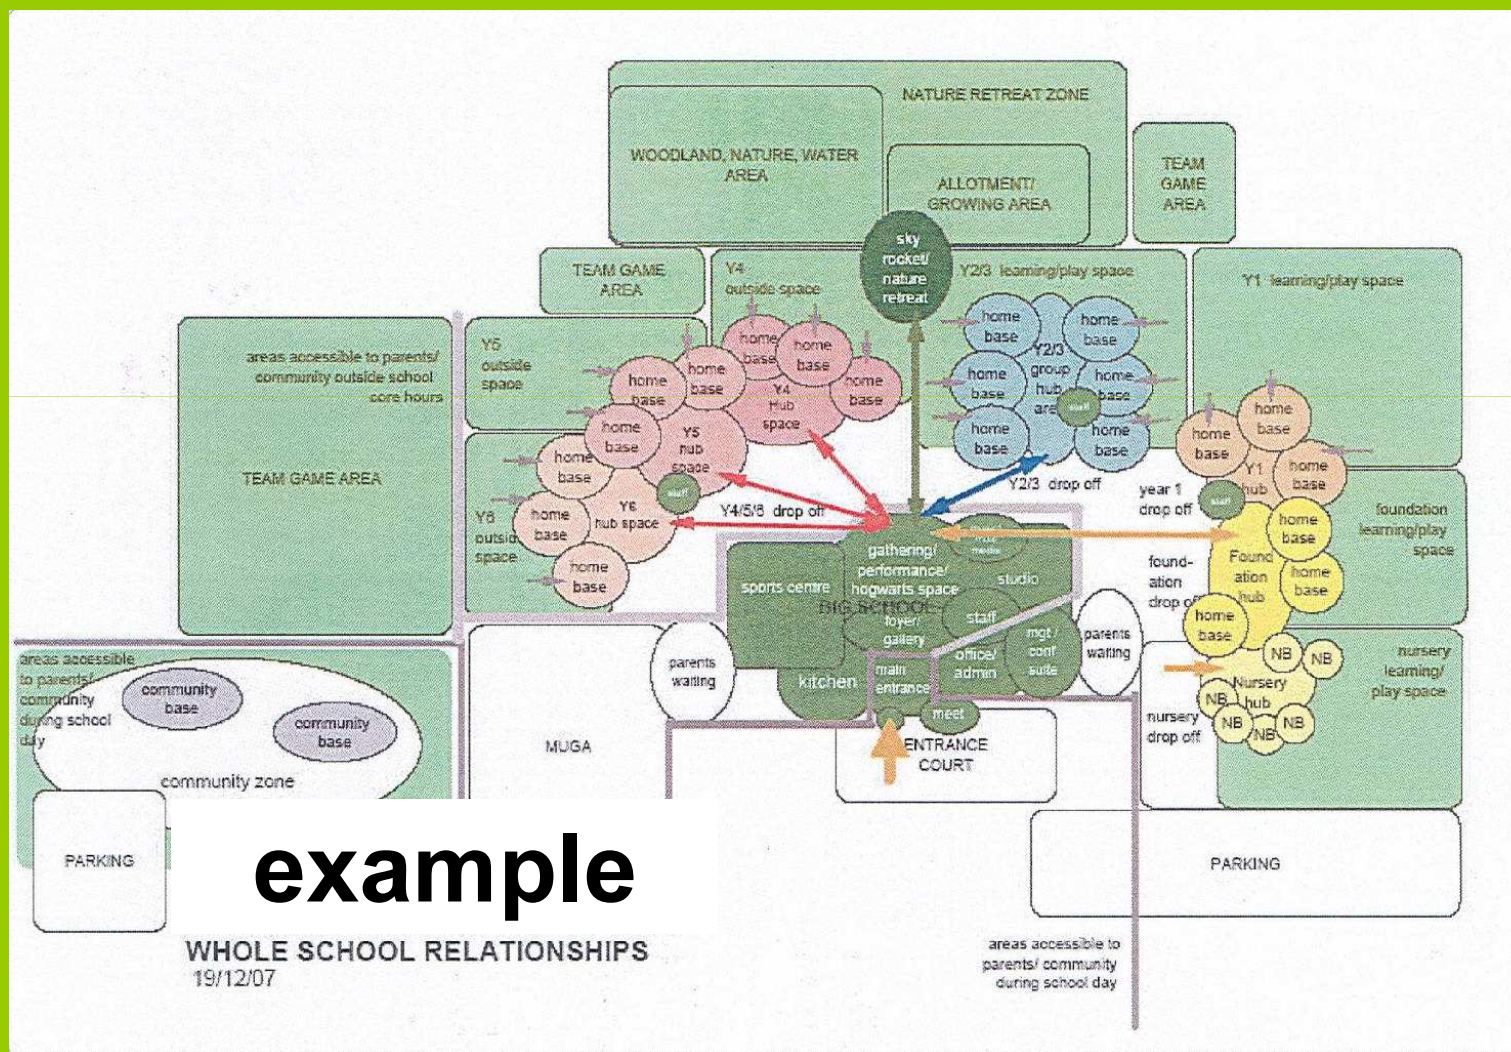 NATURE RETREAT ZONE
WOODLAND, NATURE, WATER
AREA
ALLOTMENT/
GROWING AREA
TEAM
GAME
AREA
sky
rocket/
nature
retreat
TEAM GAME
AREA
Y4
outside space
Y2/3 learning/play space
Y1 learning/play space
areas accessible to parents/
community outside school
core hours
TEAM GAME AREA
Y5
outside
space
home
base
home
base
home
base
home
base
home
base
Y4
Hub
space
home
base
Y5
hub
space
home
base
home
base
home
base
Y6
hub space
staff
Y6
outside
space
home
base
home
base
home
base
home
base
home
base
home
base
Y2/3
group
hub
area
staff
home
base
Y2/3 drop off
Y4/5/6 drop off
home
base
home
base
home
base
Y1
hub
staff
year 1
drop off
foundation
learning/play
space
home
base
home
base
home
base
Found
ation
hub
found-
ation
drop off
gathering/
performance/
hogwarts space
studio
sports centre
BIG SCHOOL
foyer/
gallery
staff
office/
admin
mgt /
conf
suite
parents
waiting
parents
waiting
kitchen
main
entrance
meet
ENTRANCE
COURT
MUGA
NB
NB
NB
NB
NB
NB
Nursery
hub
nursery
drop off
nursery
learning/
play space
areas accessible
to parents/
community
during school
day
community
base
community
base
community zone
PARKING
PARKING
example
WHOLE SCHOOL RELATIONSHIPS
19/12/07
areas accessible to
parents/ community
during school day